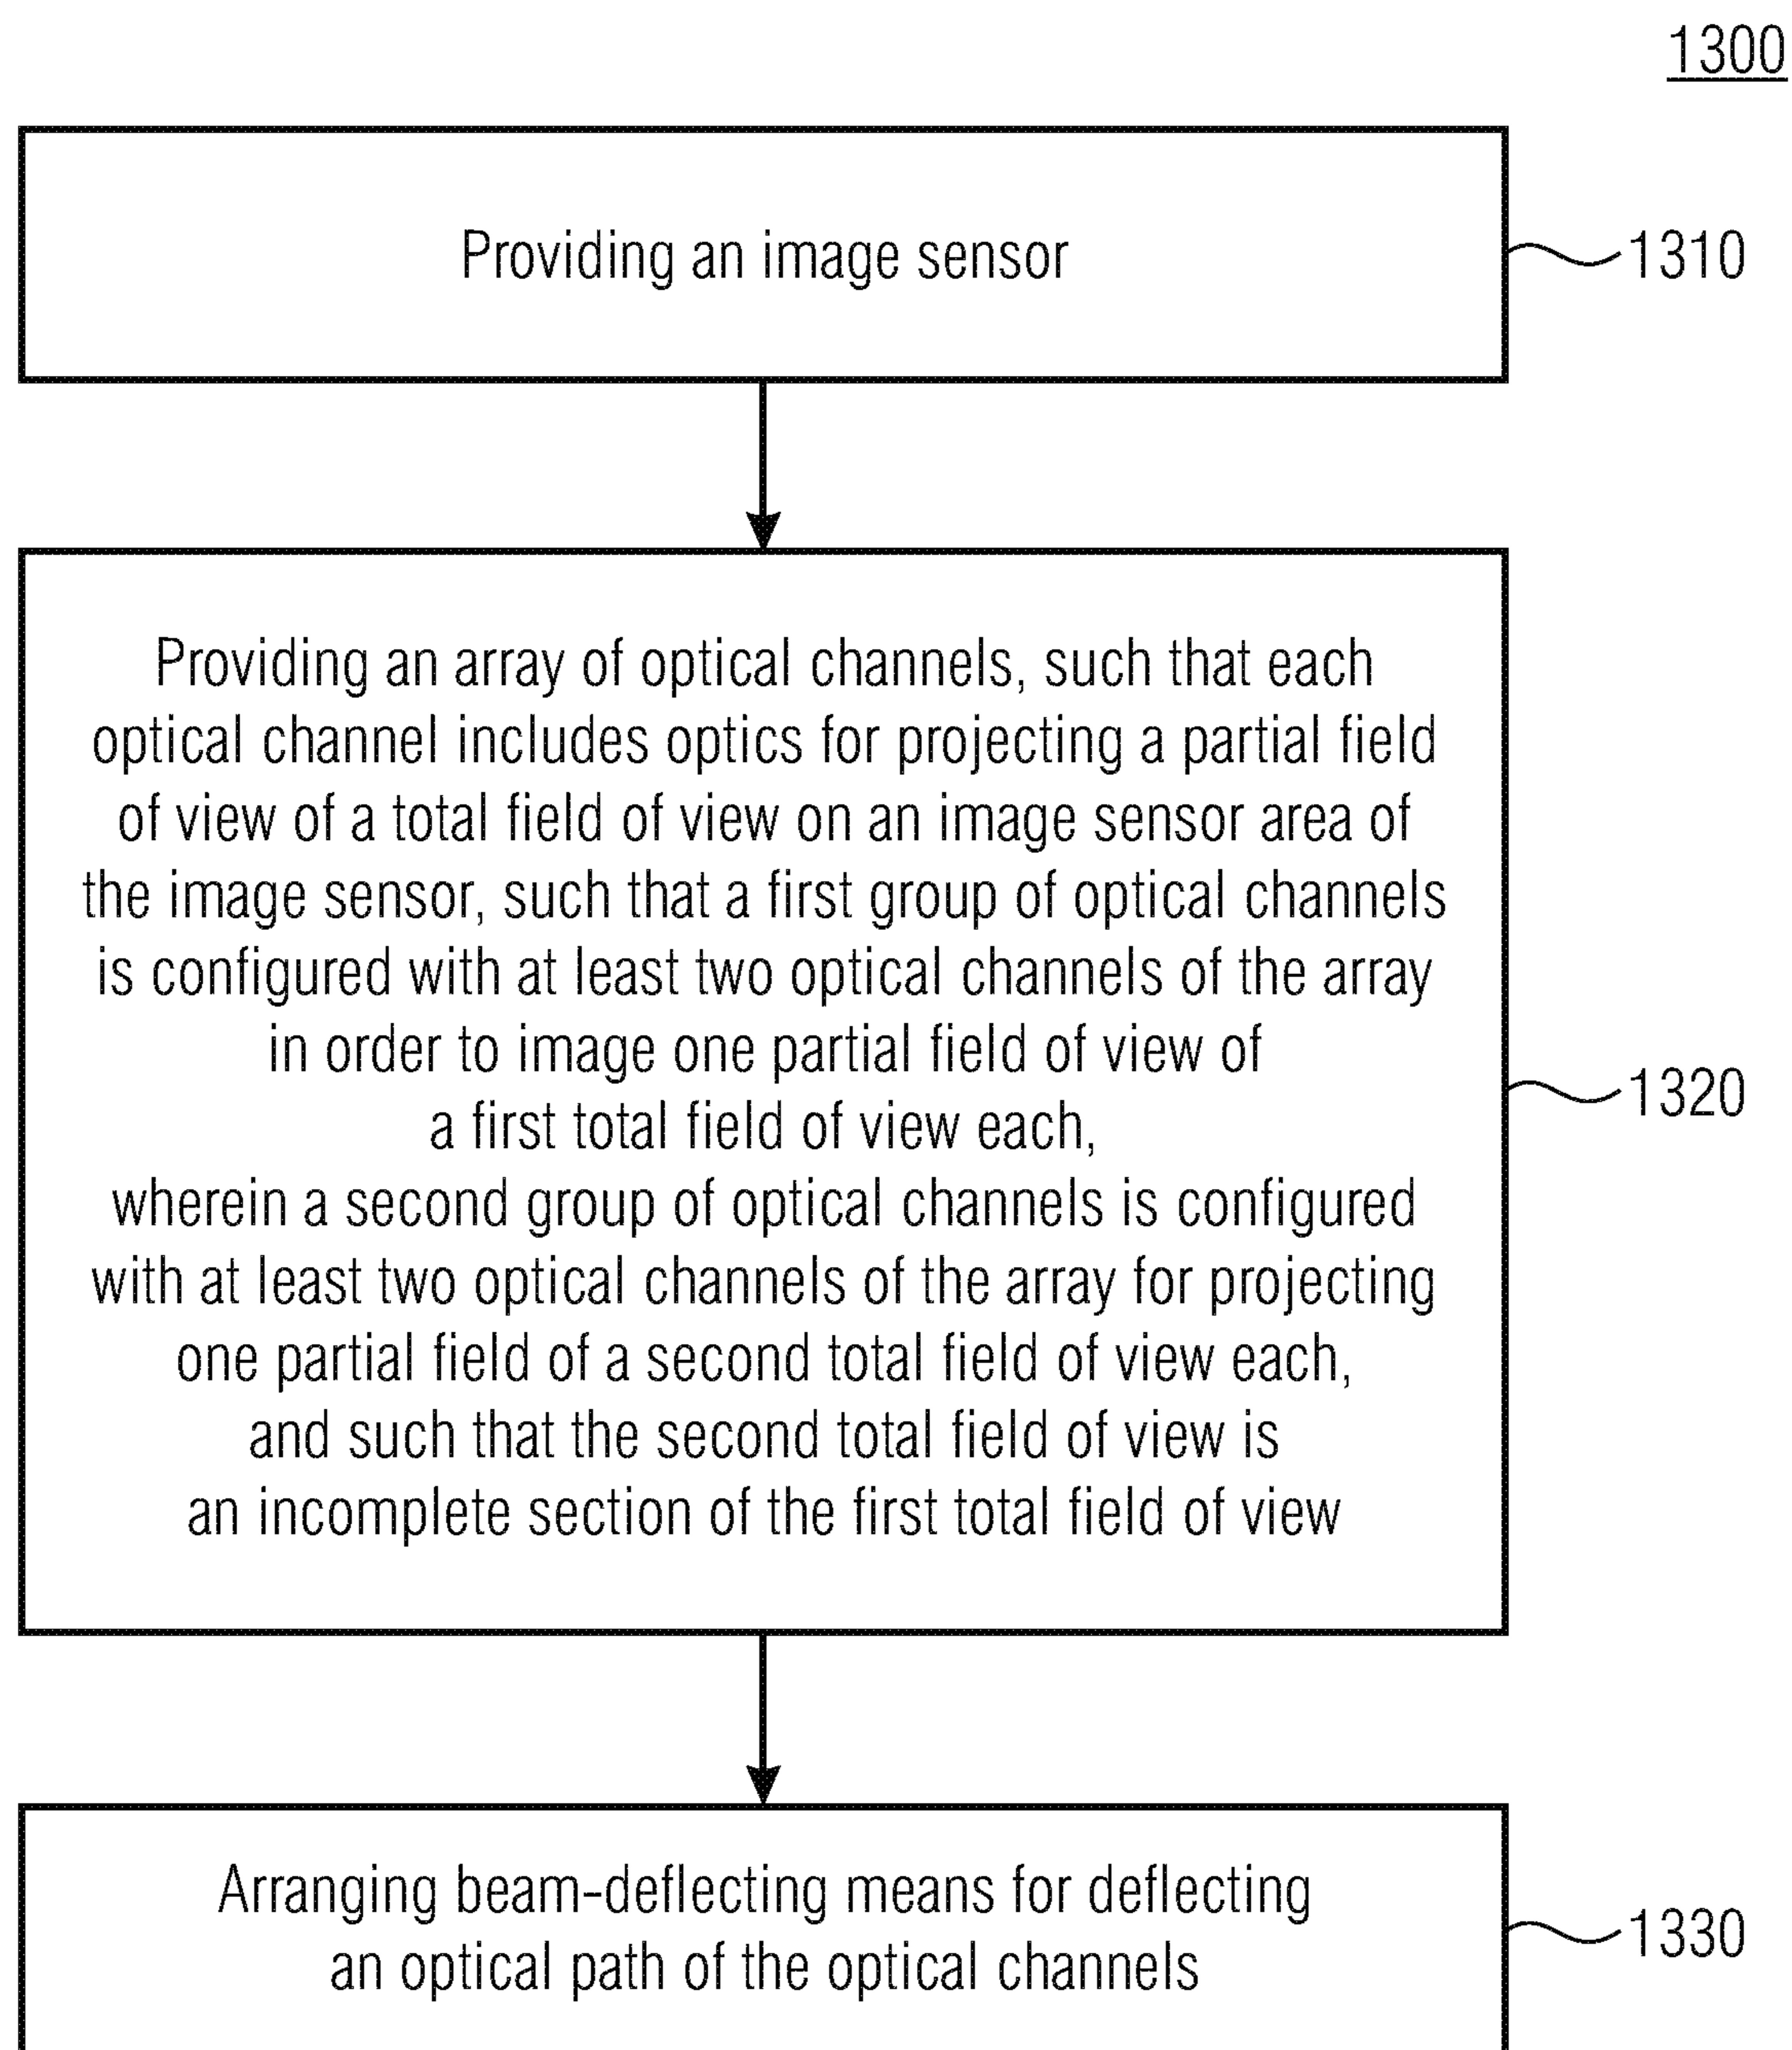 1300
Providing an image sensor
1310
Providing an array of optical channels, such that each
optical channel includes optics for projecting a partial field
of view of a total field of view on an image sensor area of
the image sensor, such that a first group of optical channels
is configured with at least two optical channels of the array
in order to image one partial field of view of
a first total field of view each,
wherein a second group of optical channels is configured
with at least two optical channels of the array for projecting
one partial field of a second total field of view each,
and such that the second total field of view is
an incomplete section of the first total field of view
1320
Arranging beam-deflecting means for deflecting
an optical path of the optical channels
1330